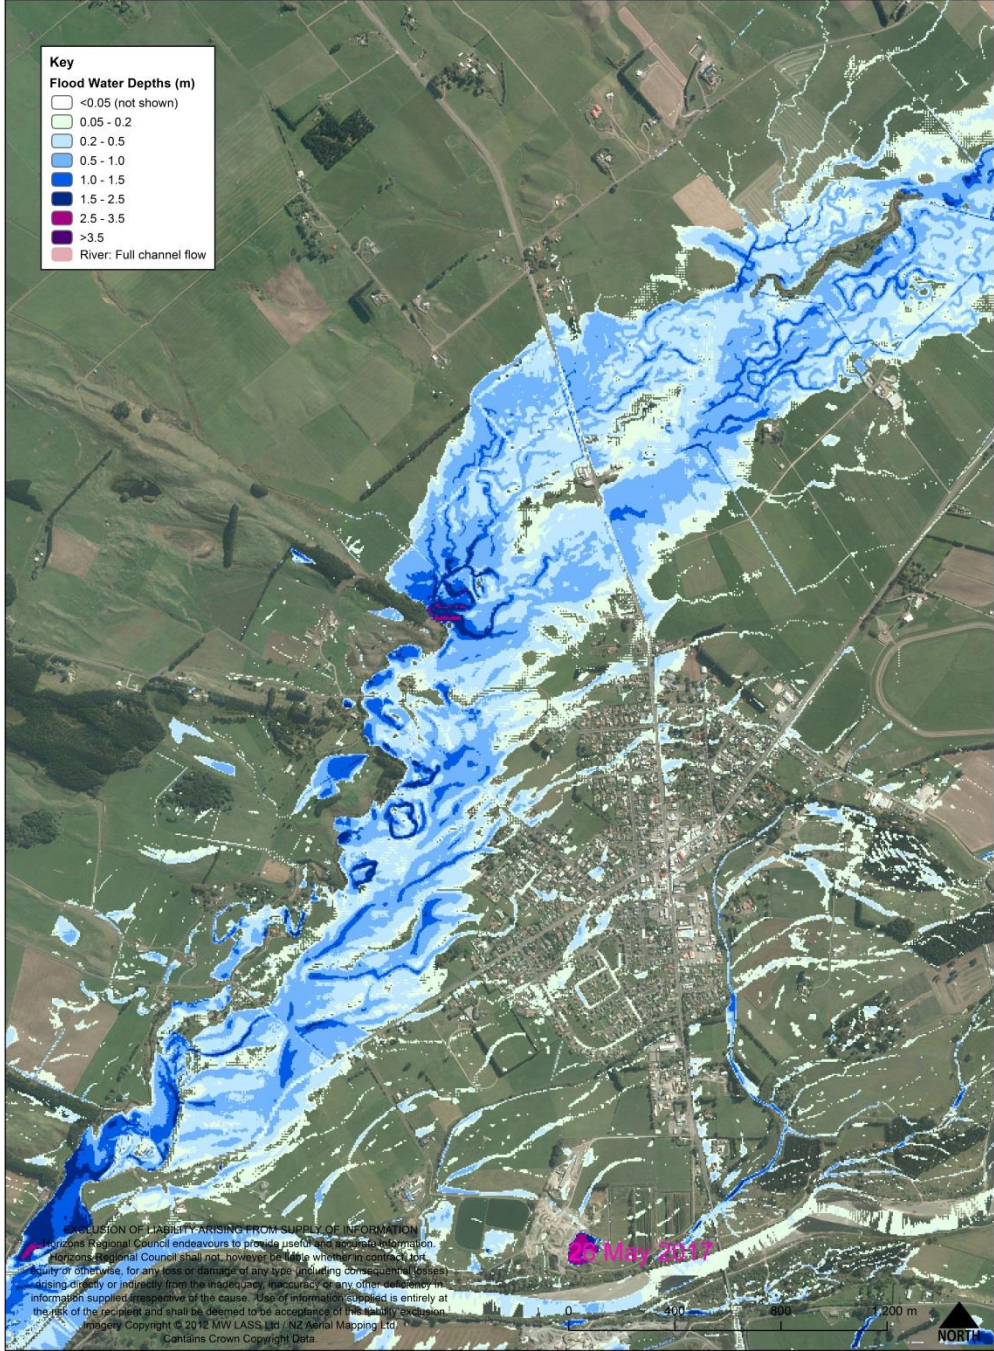 Key
Flood Water Depths (m)
<0.05 (not shown)
0.05 - 0.2
0.2 - 0.5
0.5 - 1.0
1.0 - 1.5
1.5 - 2.5
2.5 - 3.5
>3.5
River: Full channel flow
EXCLUSION OF LIABILITY ARISING FROM SUPPLY OF INFORMATION
Horizons Regional Council endeavours to provide useful and accurate information.
Horizons Regional Council shall not, however be liable whether in contract, tort,
equity or otherwise, for any loss or damage of any type (including consequential losses)
arising directly or indirectly from the inadequacy, inaccuracy or any other deficiency in
information supplied irrespective of the cause. Use of information supplied is entirely at
the risk of the recipient and shall be deemed to be acceptance of this liability exclusion
Imagery Copyright © 2012 MW LASS Ltd / NZ Aerial Mapping Ltd.
Contains Crown Copyright Data.
26 May 2017
0 400 800 1,200 m
NORTH